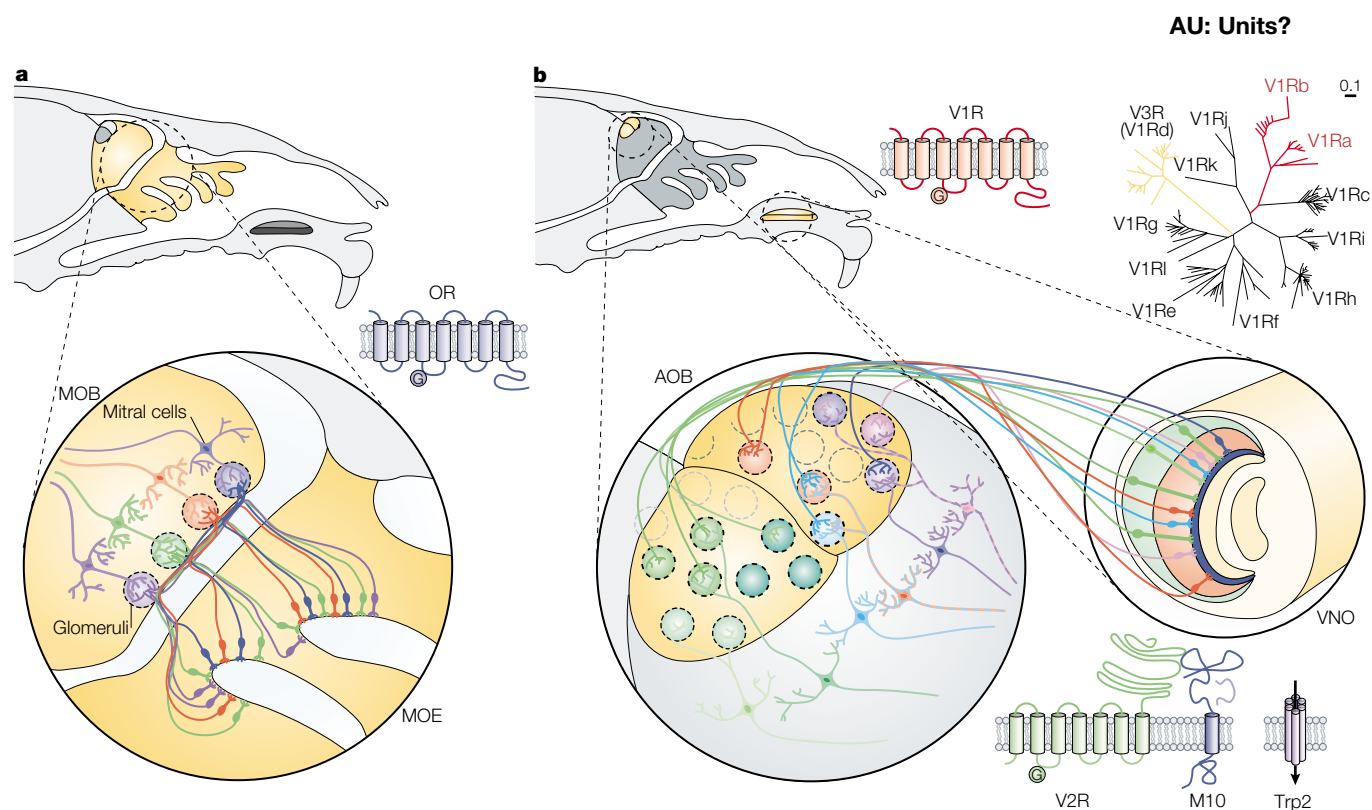 AU: Units?
a
OR
G
MOB
Mitral cells
Glomeruli
MOE
b
V1R
G
V1Rb
0.1
V3R
(V1Rd)
V1Rj
V1Ra
V1Rk
V1Rc
V1Rg
V1Ri
V1Rl
V1Rh
V1Re
V1Rf
AOB
VNO
G
V2R
M10
Trp2